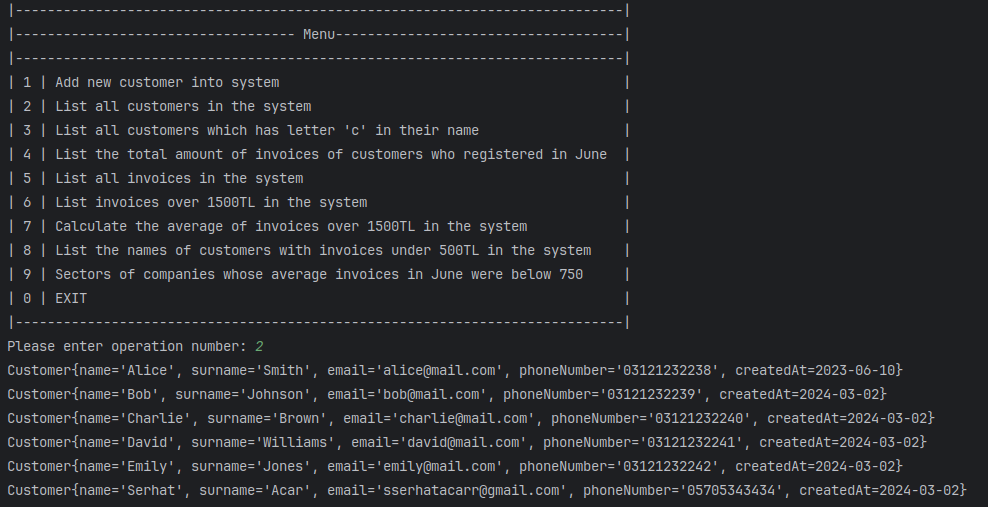 |----------------------------------------------------------------------------|
|----------------------------------- Menu------------------------------------|
|----------------------------------------------------------------------------|
| 1 | Add new customer into system                                           |
| 2 | List all customers in the system                                       |
| 3 | List all customers which has letter 'c' in their name                  |
| 4 | List the total amount of invoices of customers who registered in June  |
| 5 | List all invoices in the system                                        |
| 6 | List invoices over 1500TL in the system                                |
| 7 | Calculate the average of invoices over 1500TL in the system            |
| 8 | List the names of customers with invoices under 500TL in the system    |
| 9 | Sectors of companies whose average invoices in June were below 750     |
| 0 | EXIT                                                                   |
|----------------------------------------------------------------------------|
Please enter operation number: 2
Customer{name='Alice', surname='Smith', email='alice@mail.com', phoneNumber='03121232238', createdAt=2023-06-10}
Customer{name='Bob', surname='Johnson', email='bob@mail.com', phoneNumber='03121232239', createdAt=2024-03-02}
Customer{name='Charlie', surname='Brown', email='charlie@mail.com', phoneNumber='03121232240', createdAt=2024-03-02}
Customer{name='David', surname='Williams', email='david@mail.com', phoneNumber='03121232241', createdAt=2024-03-02}
Customer{name='Emily', surname='Jones', email='emily@mail.com', phoneNumber='03121232242', createdAt=2024-03-02}
Customer{name='Serhat', surname='Acar', email='sserhatacarr@gmail.com', phoneNumber='05705343434', createdAt=2024-03-02}